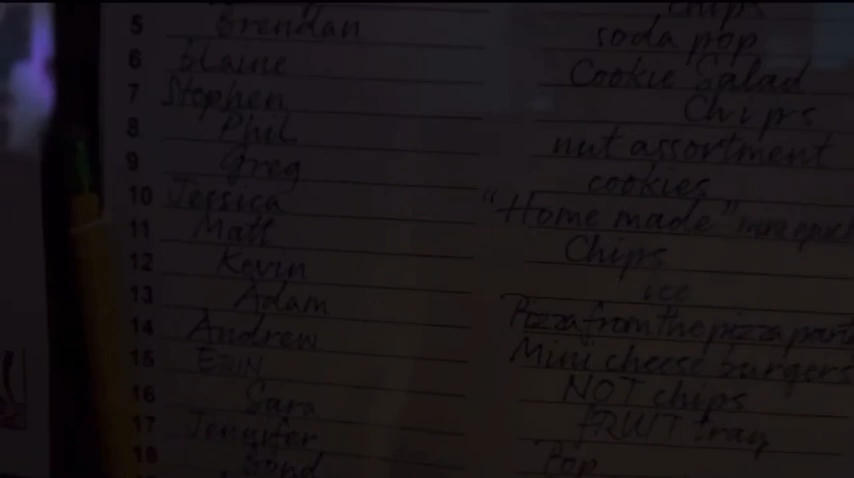 chips
5 Brendan soda pop
6 Blaine Cookie Salad
7 Stephen Chiprs
8 Phil nut assortment
9 Greg cookies
10 Jessica "Home made"
11 Matt Chips
12 Kevin ice
13 Adam Pizza from the pizza
14 Andrew Mini cheese burgers
15 ERIN NOT chips
16 Sara FRUIT tray
17 Jennifer Pop
18